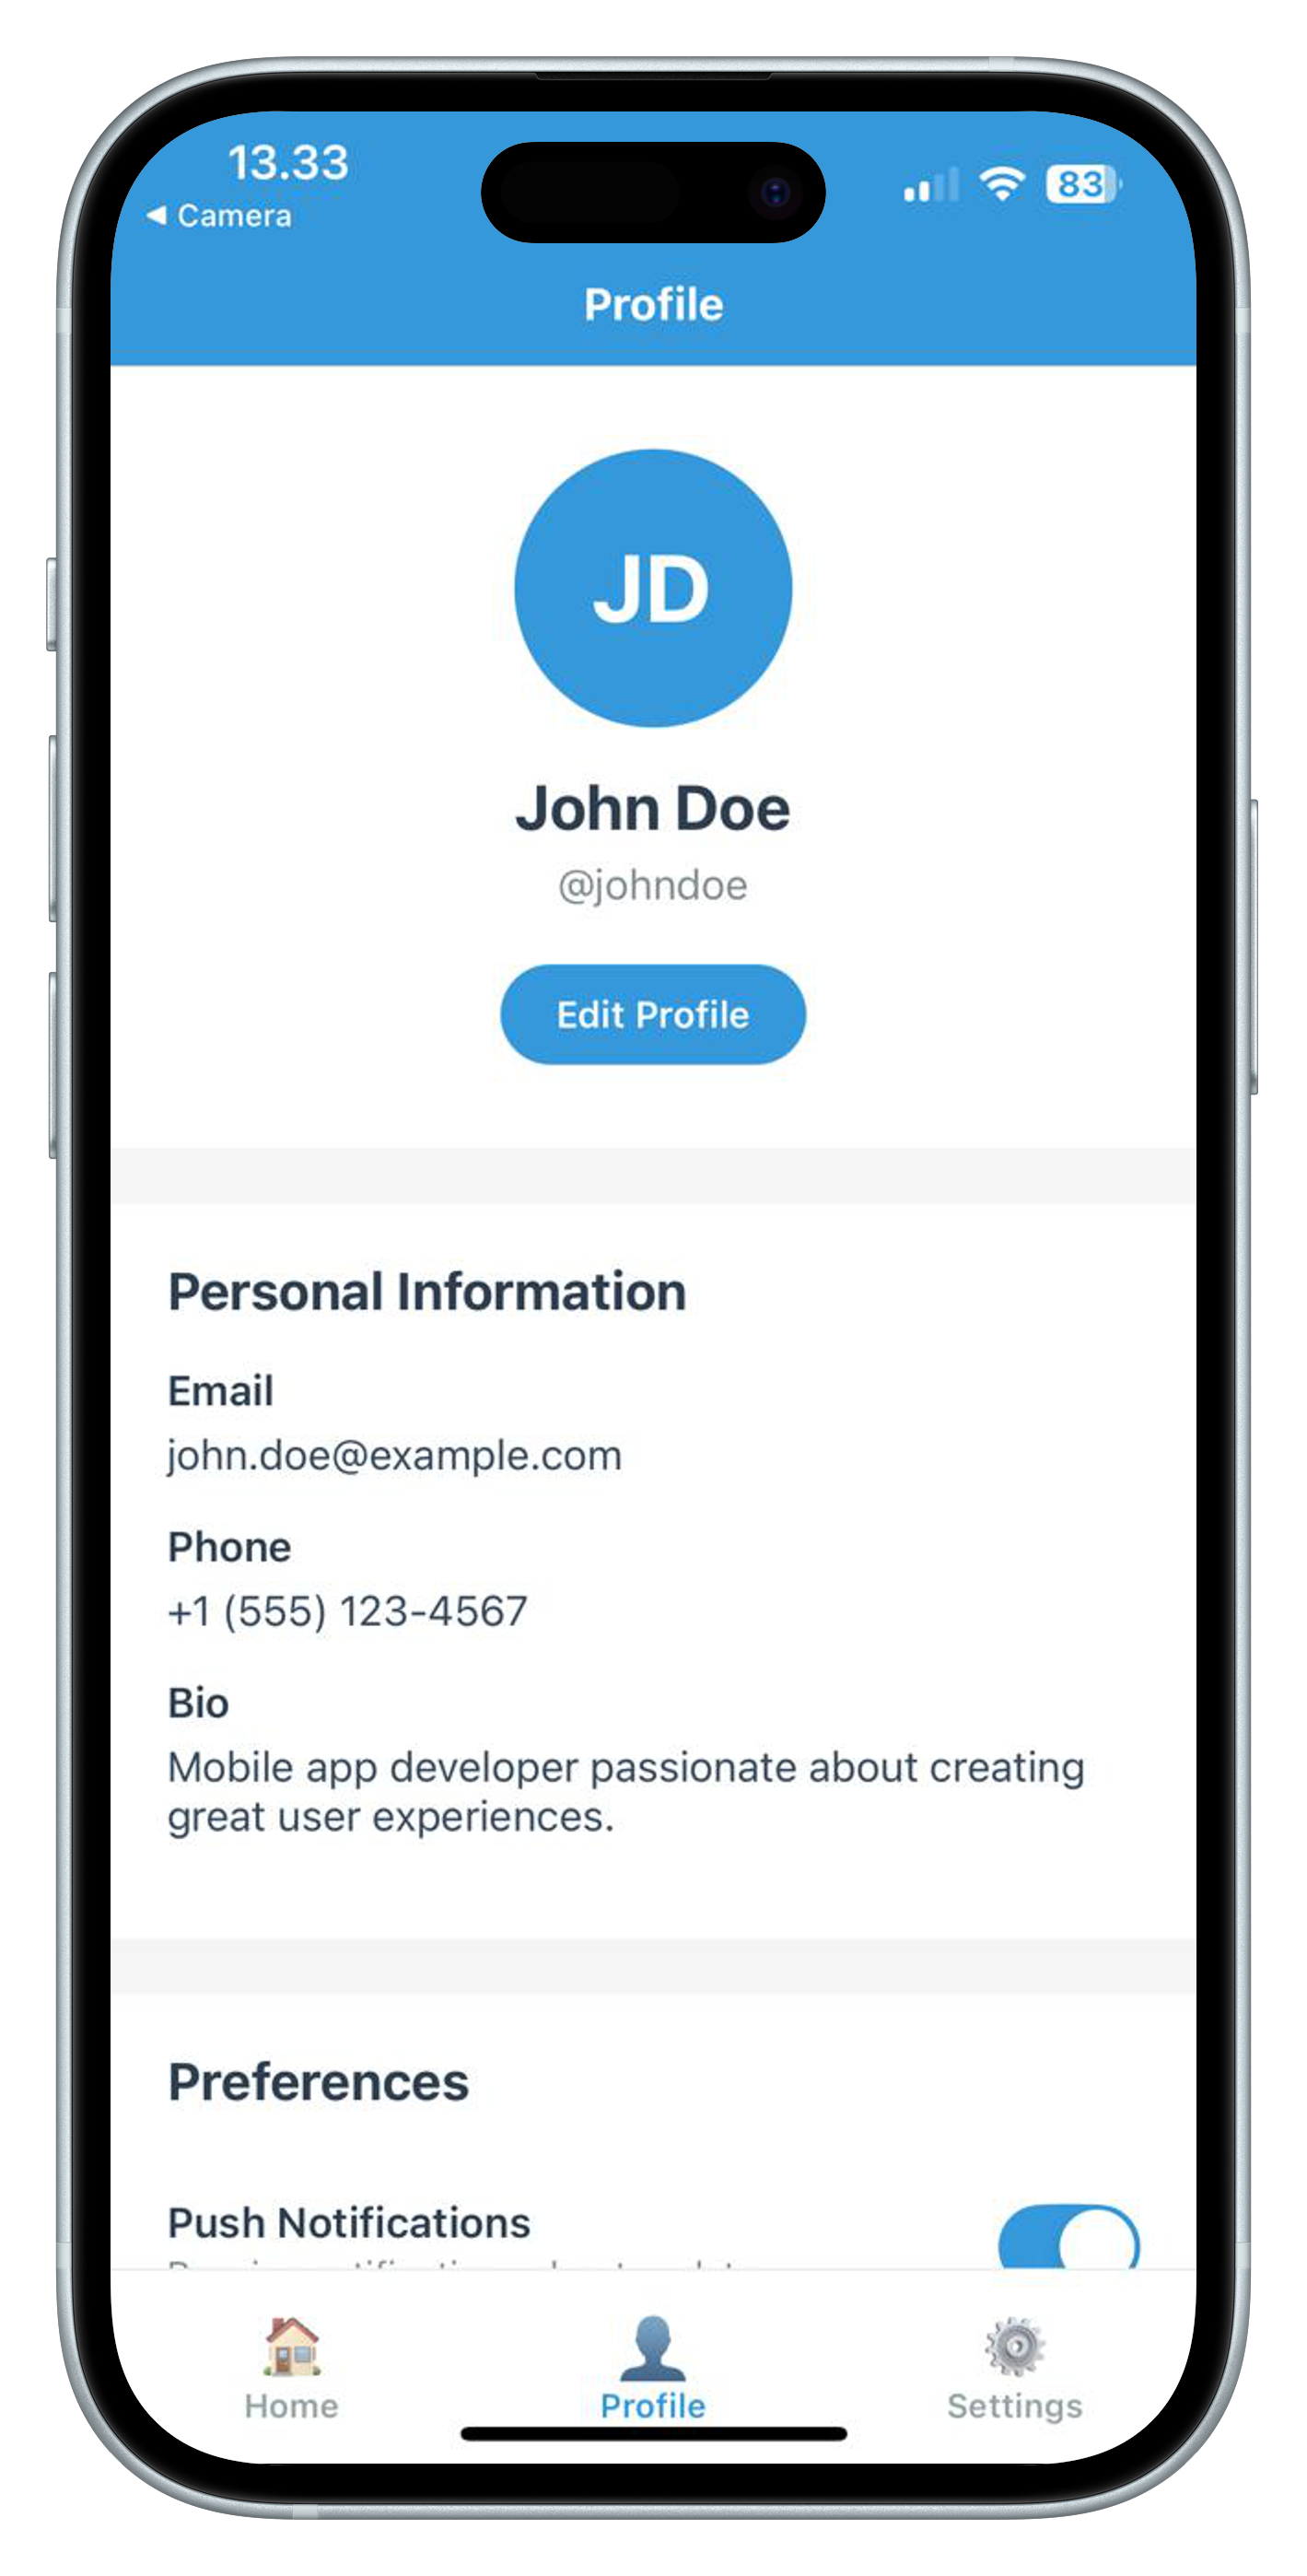 13.33
◀ Camera
83
Profile
JD
John Doe
@johndoe
Edit Profile
Personal Information
Email
john.doe@example.com
Phone
+1 (555) 123-4567
Bio
Mobile app developer passionate about creating
great user experiences.
Preferences
Push Notifications
Home
Profile
Settings